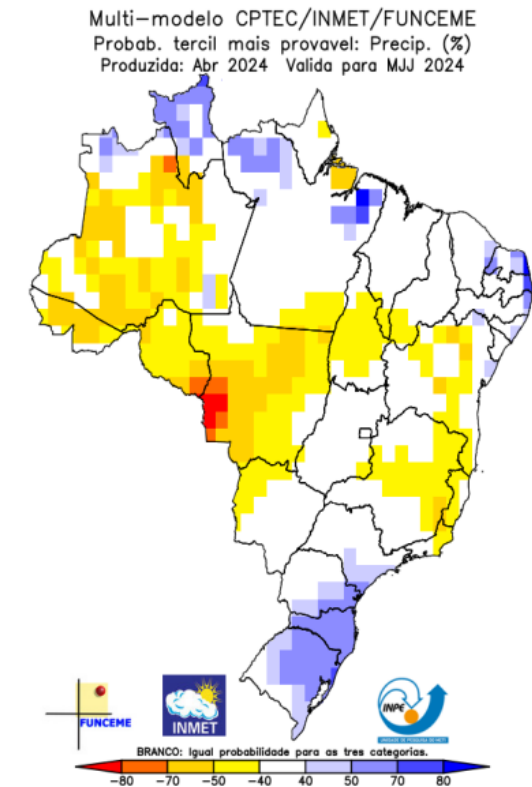 Multi-modelo CPTEC/INMET/FUNCEME
Probab. tercil mais provavel: Precip. (%)
Produzida: Abr 2024 Valida para MJJ 2024
FUNCEME
INMET
INPE
BRANCO: Igual probabilidade para as tres categorias.
-80 -70 -50 -40 40 50 70 80